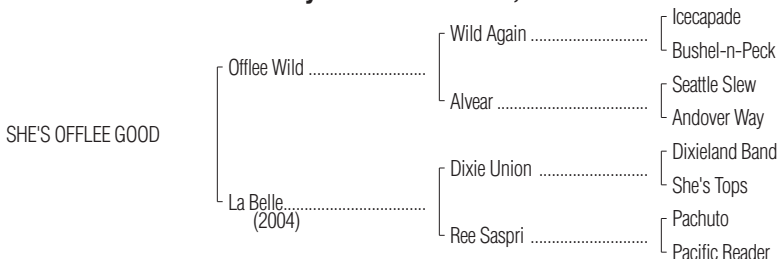 Icecapade
Wild Again ............................
Bushel-n-Peck
Offlee Wild ............................
Seattle Slew
Alvear ....................................
Andover Way
SHE'S OFFLEE GOOD
Dixieland Band
Dixie Union ..........................
She's Tops
La Belle..................................
(2004)
Pachuto
Ree Saspri ............................
Pacific Reader